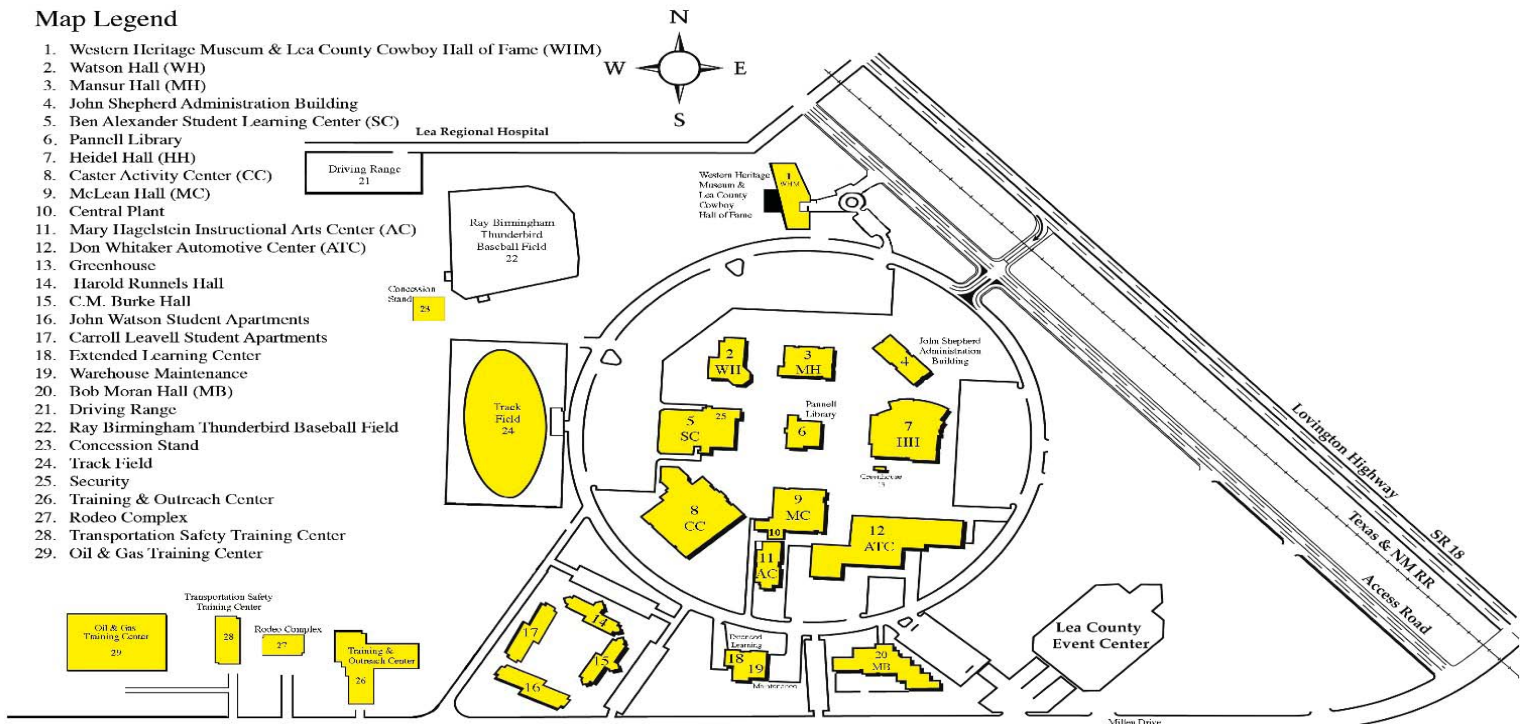 Map Legend
1. Western Heritage Museum & Lea County Cowboy Hall of Fame (WHM)
2. Watson Hall (WH)
3. Mansur Hall (MH)
4. John Shepherd Administration Building
5. Ben Alexander Student Learning Center (SC)
6. Pannell Library
7. Heidel Hall (HH)
8. Caster Activity Center (CC)
9. McLean Hall (MC)
10. Central Plant
11. Mary Hagelstein Instructional Arts Center (AC)
12. Don Whitaker Automotive Center (ATC)
13. Greenhouse
14. Harold Runnels Hall
15. C.M. Burke Hall
16. John Watson Student Apartments
17. Carroll Leavell Student Apartments
18. Extended Learning Center
19. Warehouse Maintenance
20. Bob Moran Hall (MB)
21. Driving Range
22. Ray Birmingham Thunderbird Baseball Field
23. Concession Stand
24. Track Field
25. Security
26. Training & Outreach Center
27. Rodeo Complex
28. Transportation Safety Training Center
29. Oil & Gas Training Center
N
W E
S
Lea Regional Hospital
Driving Range
21
Ray Birmingham
Thunderbird
Baseball Field
22
Concession
Stand
23
Track
Field
24
Western Heritage
Museum &
Lea County
Cowboy
Hall of Fame
1
WHM
2
WH
3
MH
John Shepherd
Administration
Building
4
5
SC
25
Pannell
Library
6
7
HH
Greenhouse
13
8
CC
9
MC
10
11
AC
12
ATC
Lovington Highway
SR 18
Texas & NM RR
Access Road
Lea County
Event Center
14
15
16
17
Learning
18
19
20
MB
Transportation Safety
Training Center
28
Oil & Gas
Training Center
29
Rodeo Complex
27
Training &
Outreach Center
26
Millen Drive